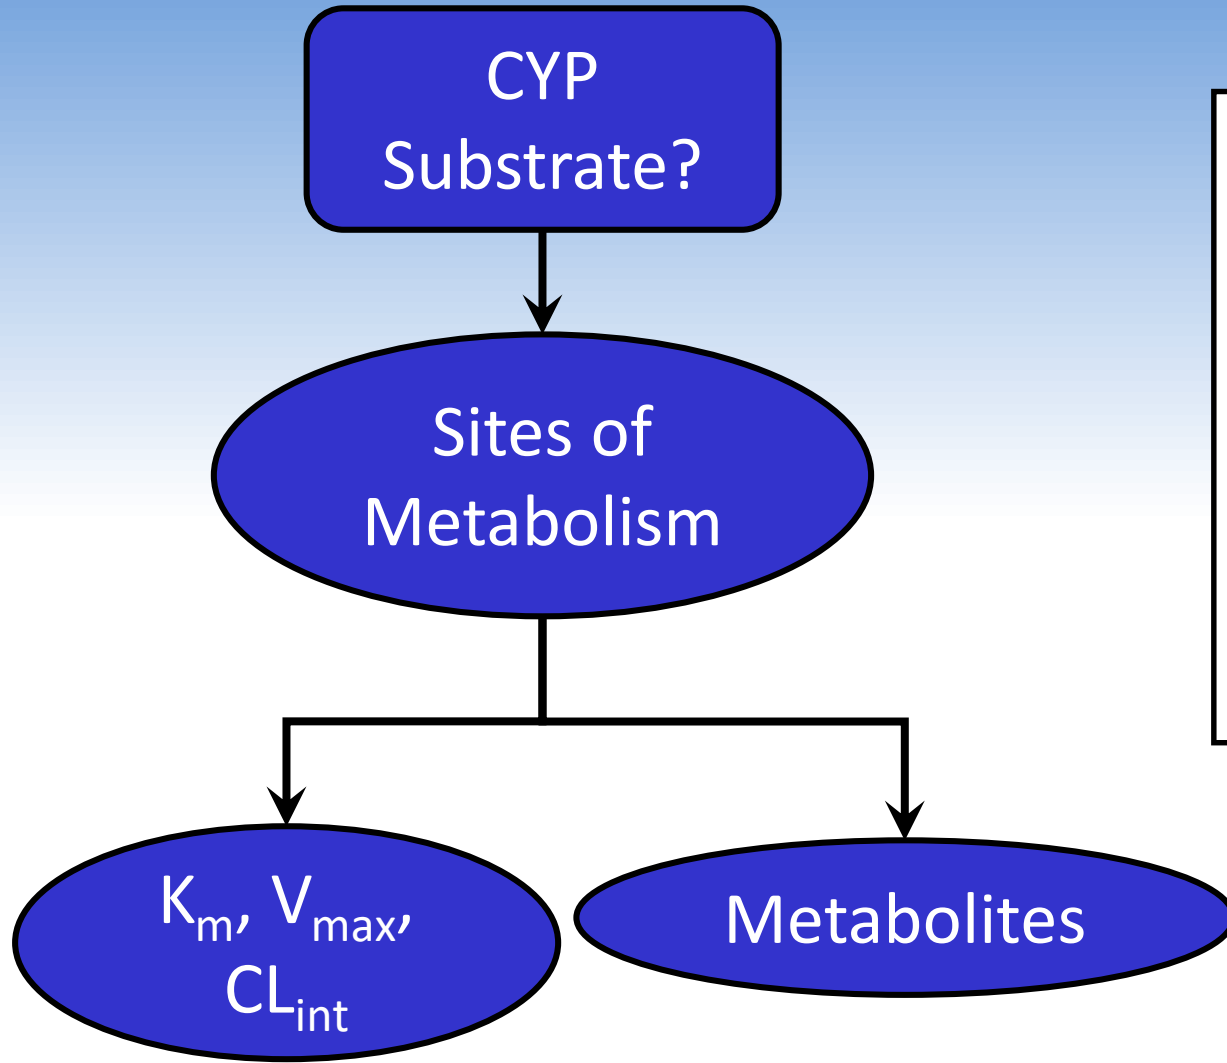 CYP
Substrate?
Sites of
Metabolism
Km, Vmax,
CLint
Metabolites